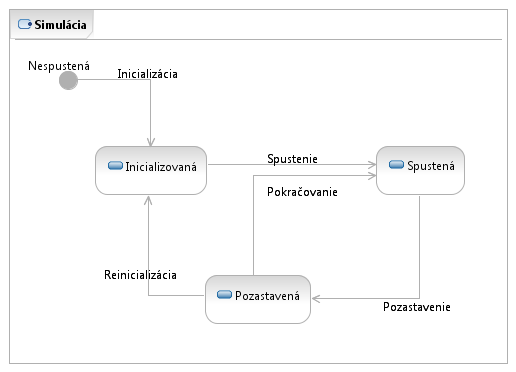 Simulácia
Nespustená
Inicializácia
Inicializovaná
Spustenie
Spustená
Pokračovanie
Reinicializácia
Pozastavená
Pozastavenie